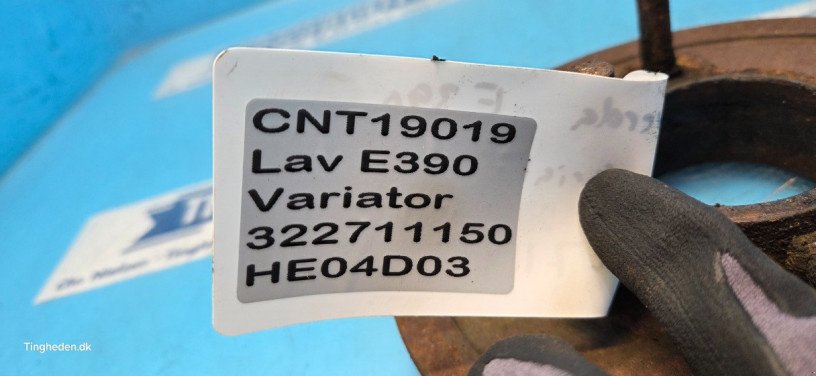 CNT19019
Lav E390
Variator
322711150
HE04D03
Tingheden.dk